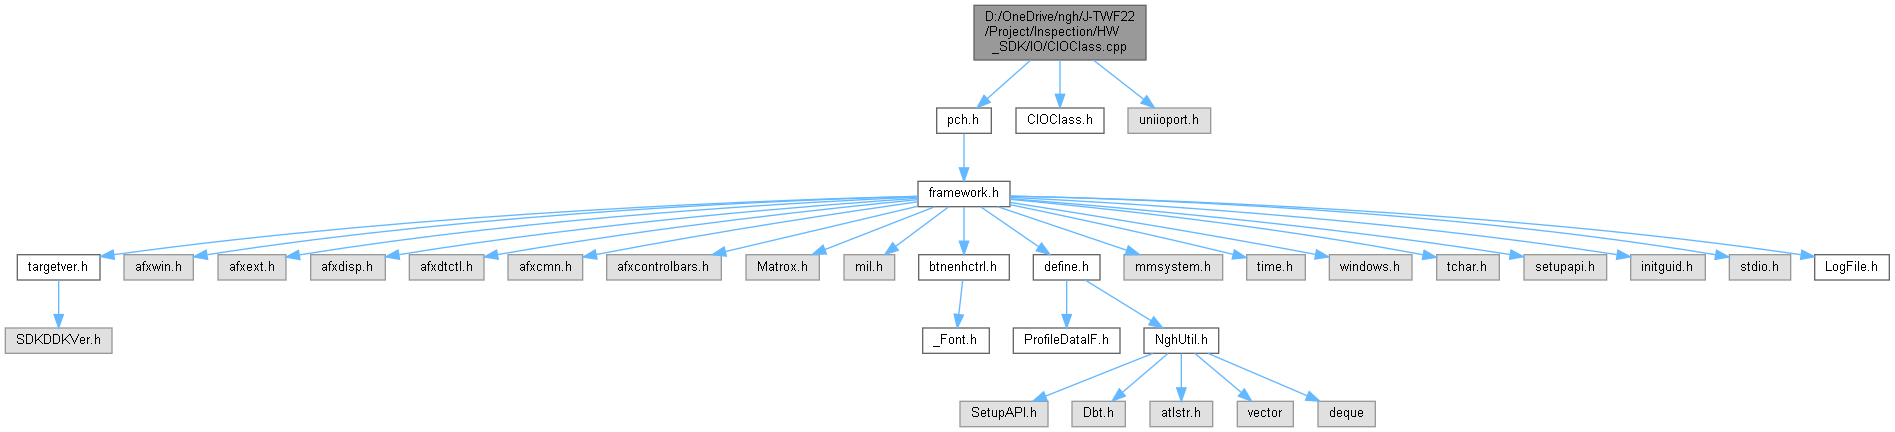 D:/OneDrive/ngh/J-TWF22
/Project/Inspection/HW
_SDK/IO/CIOClass.cpp
pch.h
CIOClass.h
uniioport.h
framework.h
targetver.h
afxwin.h
afxext.h
afxdisp.h
afxdtctl.h
afxcmn.h
afxcontrolbars.h
Matrox.h
mil.h
btnenhctrl.h
define.h
mmsystem.h
time.h
windows.h
tchar.h
setupapi.h
initguid.h
stdio.h
LogFile.h
SDKDDKVer.h
_Font.h
ProfileDataIF.h
NghUtil.h
SetupAPI.h
Dbt.h
atlstr.h
vector
deque